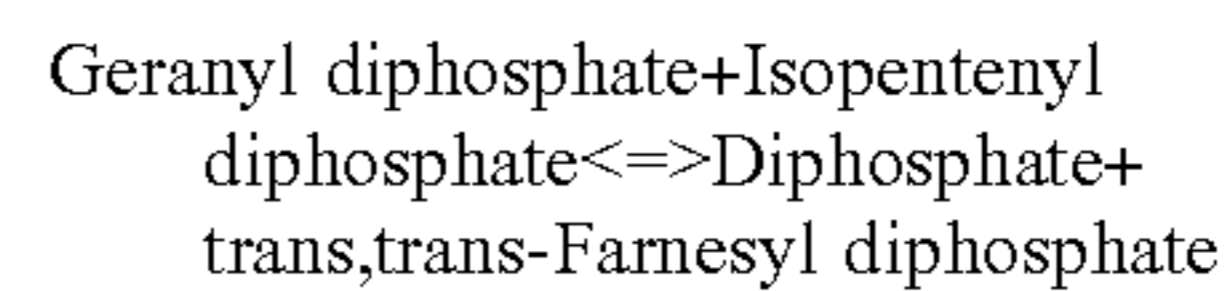 Geranyl diphosphate+Isopentenyl
diphosphate<=>Diphosphate+
trans,trans-Farnesyl diphosphate